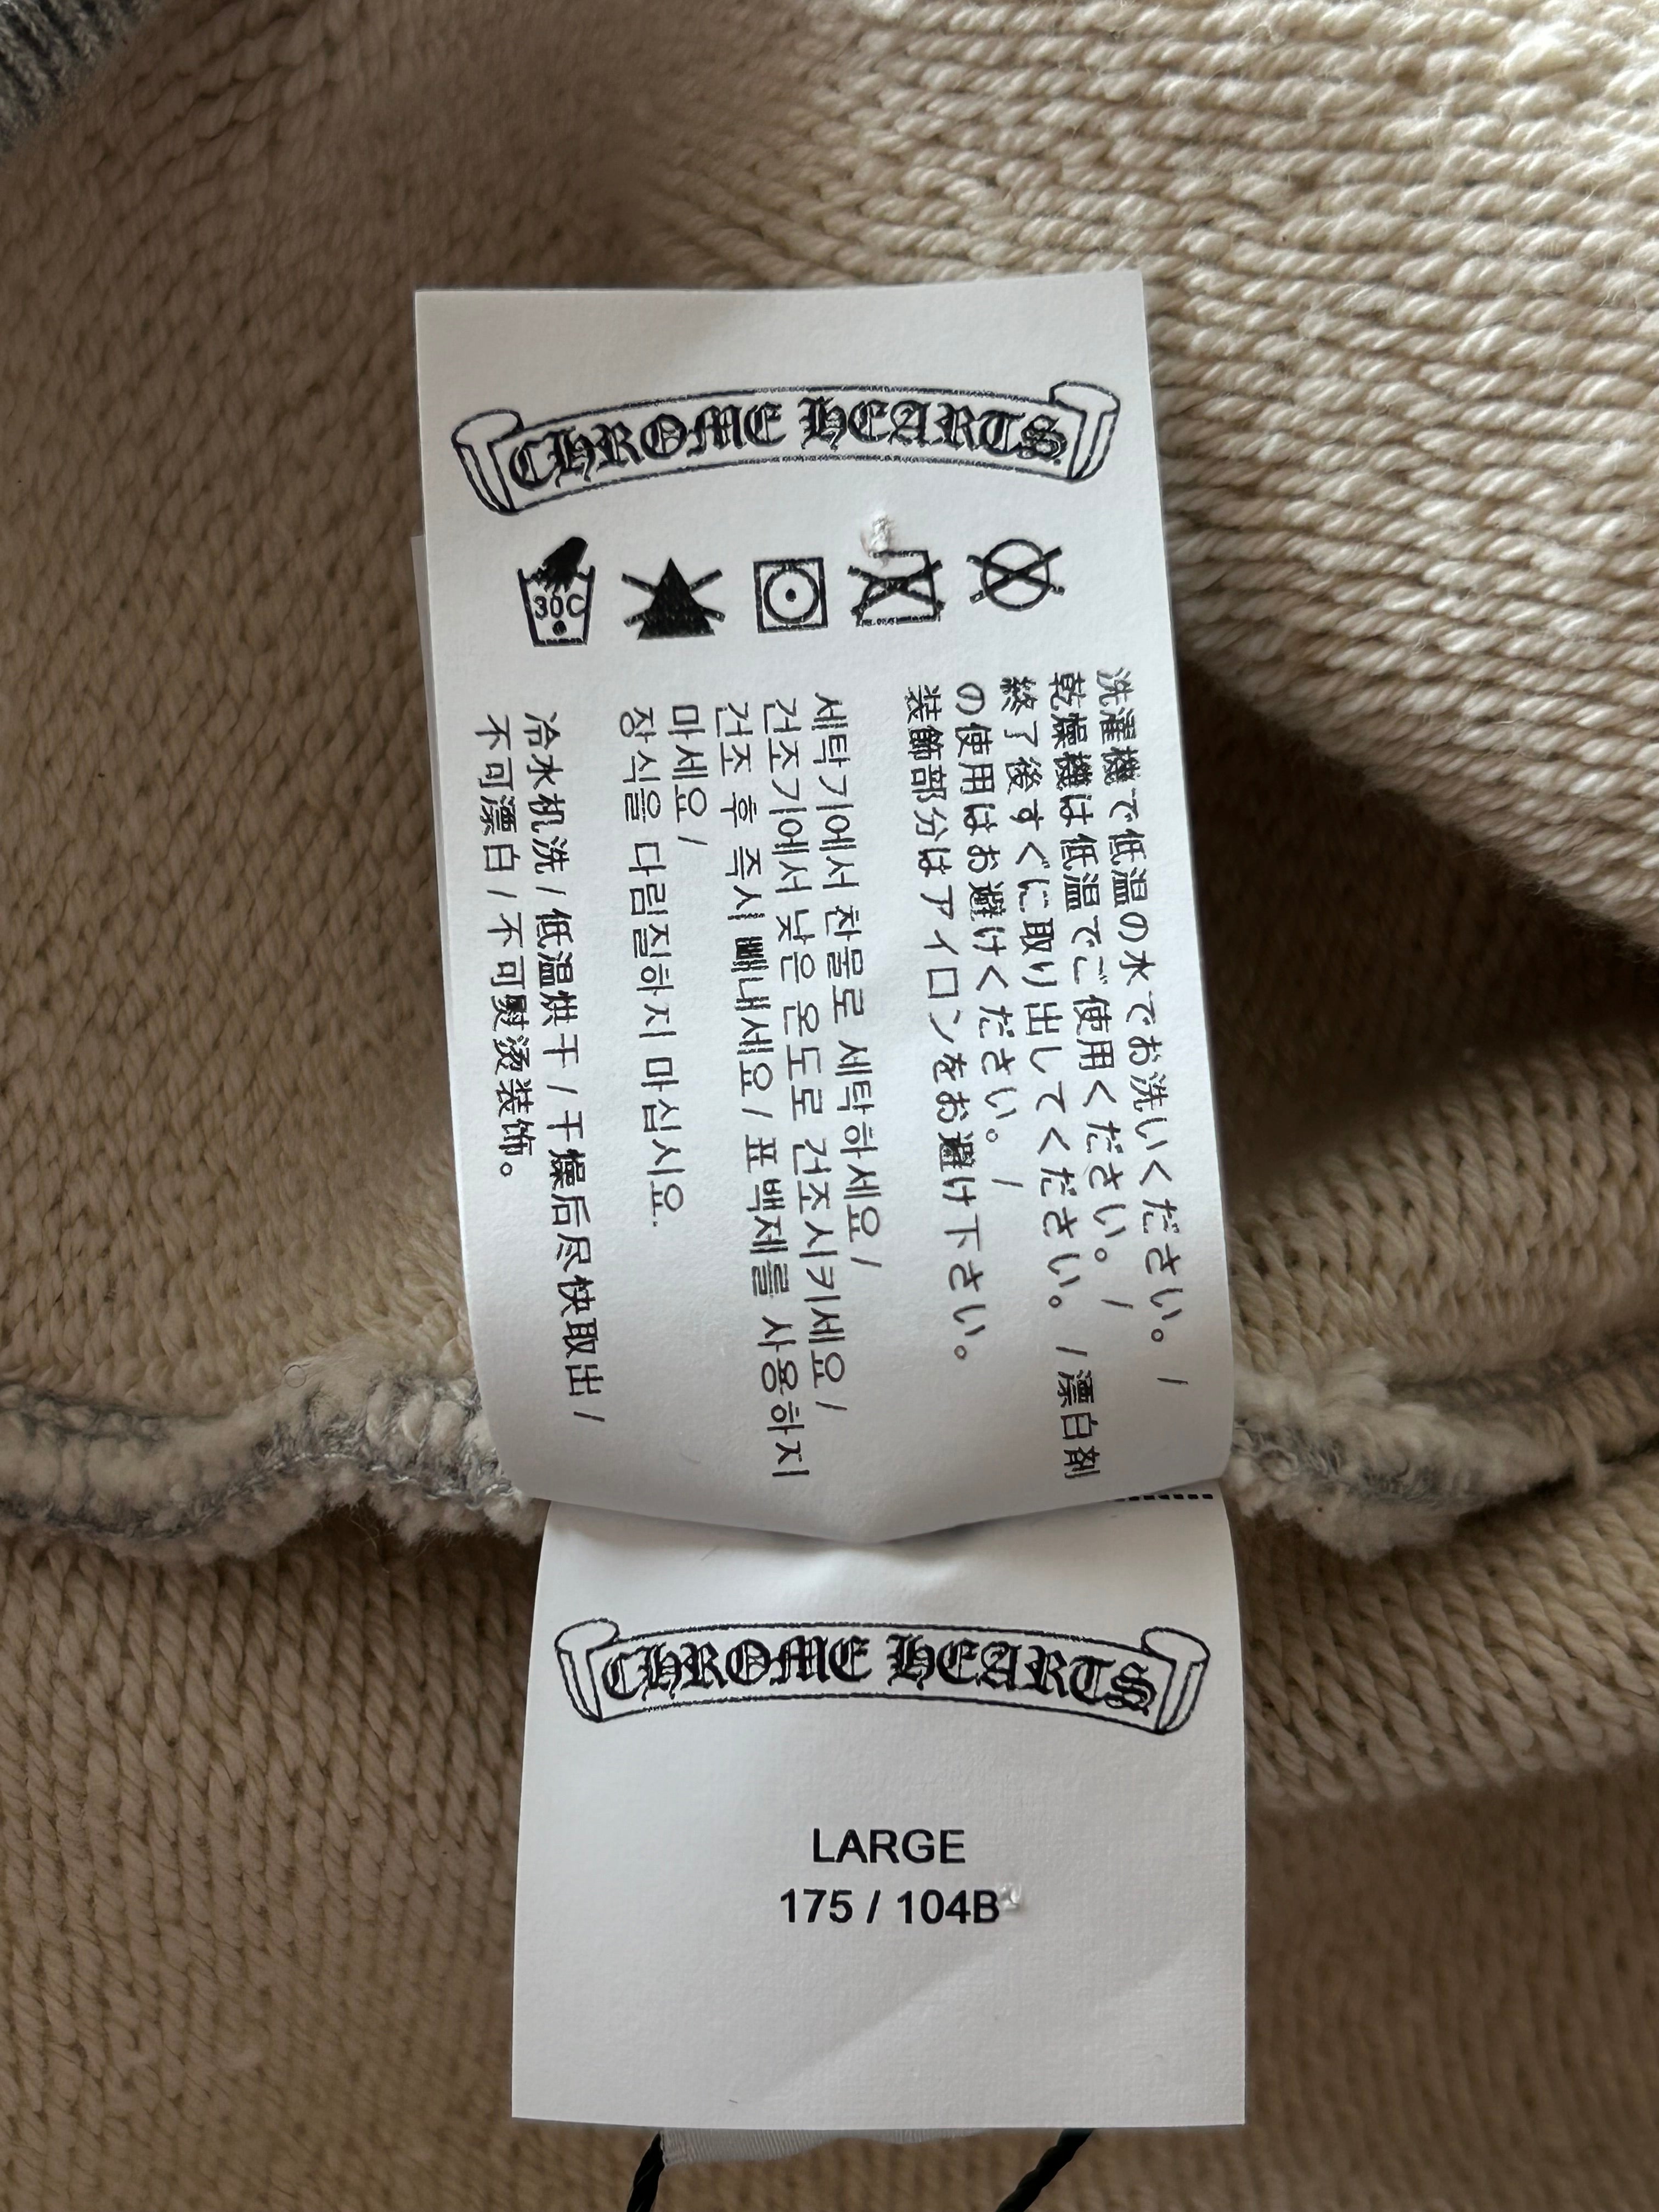 CHROME HEARTS
30C
洗濯機で低温の水でお洗いください。 /
乾燥機は低温でご使用ください。 /
終了後すぐに取り出してください。 / 漂白剤
の使用はお避けください。 /
装飾部分はアイロンをお避け下さい。
세탁기에서 찬물로 세탁하세요 /
건조기에서 낮은 온도로 건조시키세요 /
건조 후 즉시 빼내세요 / 표백제를 사용하지
마세요 /
장식을 다림질하지 마십시요.
冷水机洗 / 低温烘干 / 干燥后尽快取出 /
不可漂白 / 不可熨烫装饰。
CHROME HEARTS
LARGE
175 / 104B